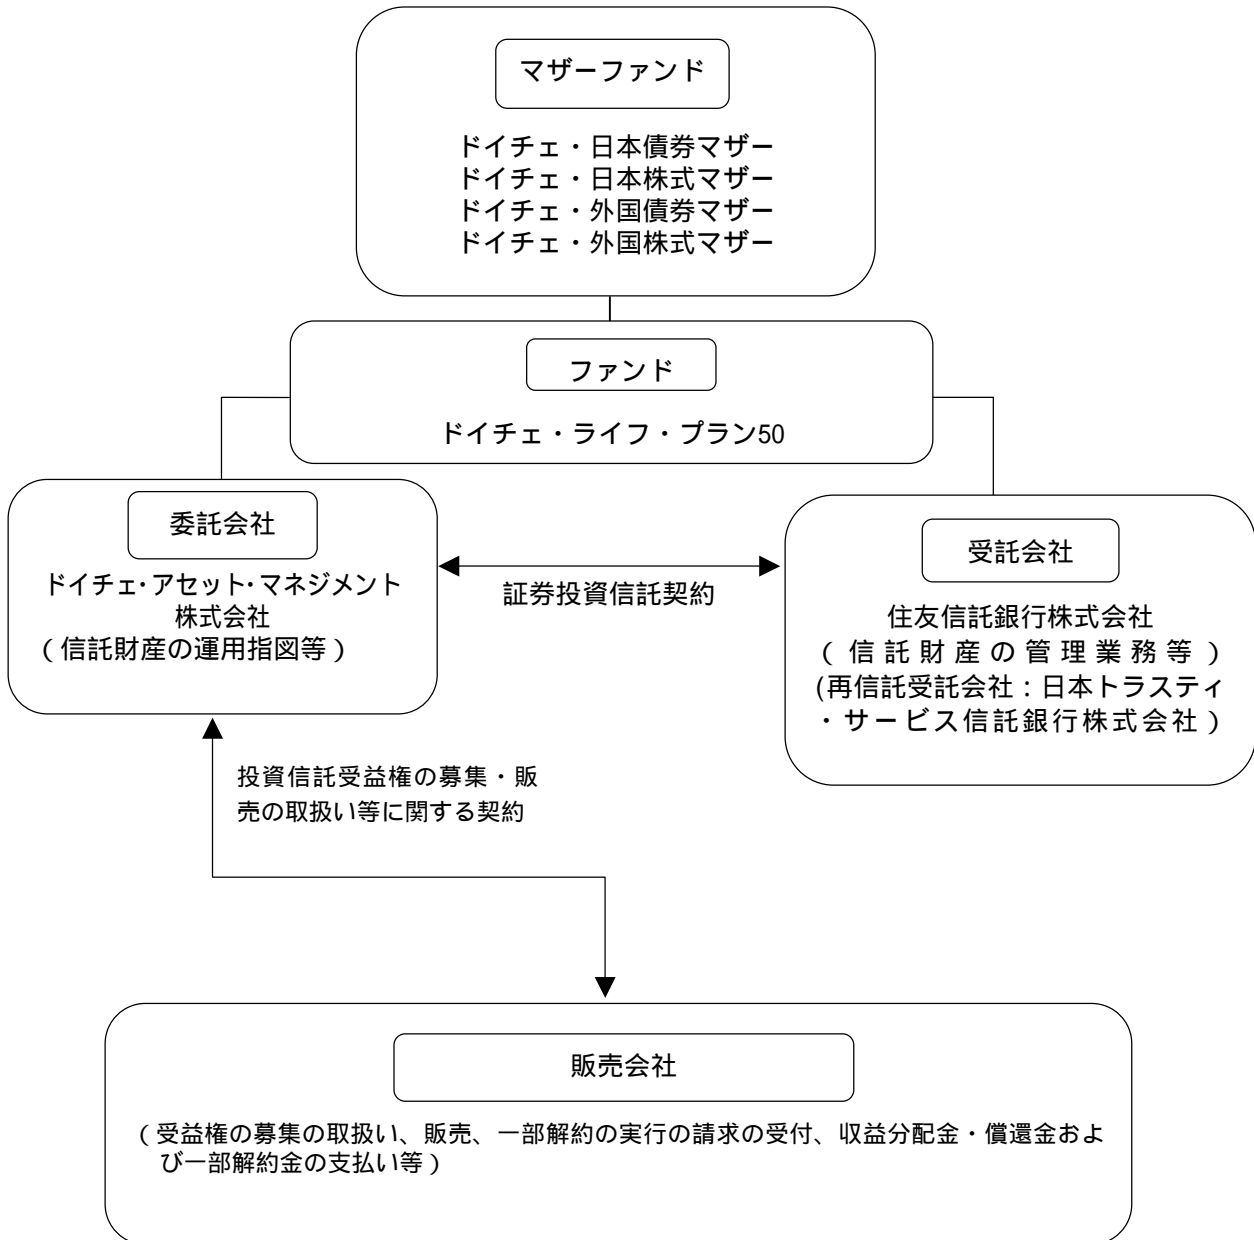 マザーファンド
ドイチェ・日本債券マザー
ドイチェ・日本株式マザー
ドイチェ・外国債券マザー
ドイチェ・外国株式マザー
ファンド
ドイチェ・ライフ・プラン50
委託会社
ドイチェ・アセット・マネジメント
株式会社
（信託財産の運用指図等）
証券投資信託契約
受託会社
住友信託銀行株式会社
（信託財産の管理業務等）
(再信託受託会社：日本トラスティ
・サービス信託銀行株式会社）
投資信託受益権の募集・販
売の取扱い等に関する契約
販売会社
（受益権の募集の取扱い、販売、一部解約の実行の請求の受付、収益分配金・償還金およ
び一部解約金の支払い等）